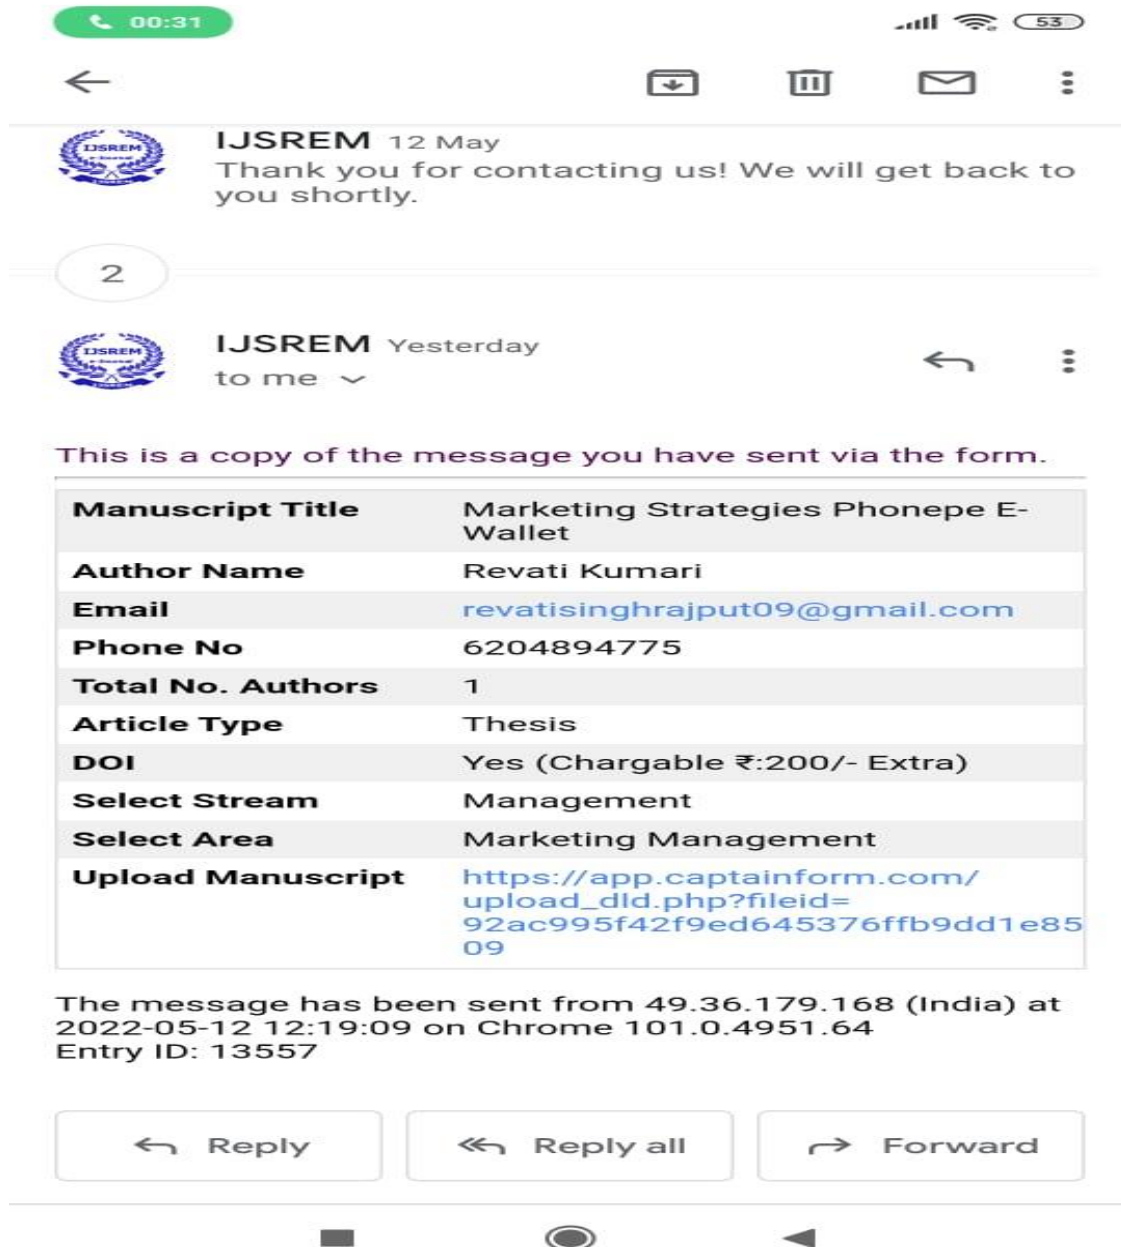 00:31
53
IJSREM 12 May
Thank you for contacting us! We will get back to
you shortly.
IJSREM
2
IJSREM Yesterday
to me
IJSREM
This is a copy of the message you have sent via the form.
Manuscript Title Marketing Strategies Phonepe E-
Wallet
Author Name Revati Kumari
Email revatisinghrajput09@gmail.com
Phone No 6204894775
Total No. Authors 1
Article Type Thesis
DOI Yes (Chargable ₹:200/- Extra)
Select Stream Management
Select Area Marketing Management
Upload Manuscript https://app.captainform.com/
upload_dld.php?fileid=
92ac995f42f9ed645376ffb9dd1e85
09
The message has been sent from 49.36.179.168 (India) at
2022-05-12 12:19:09 on Chrome 101.0.4951.64
Entry ID: 13557
Reply Reply all Forward